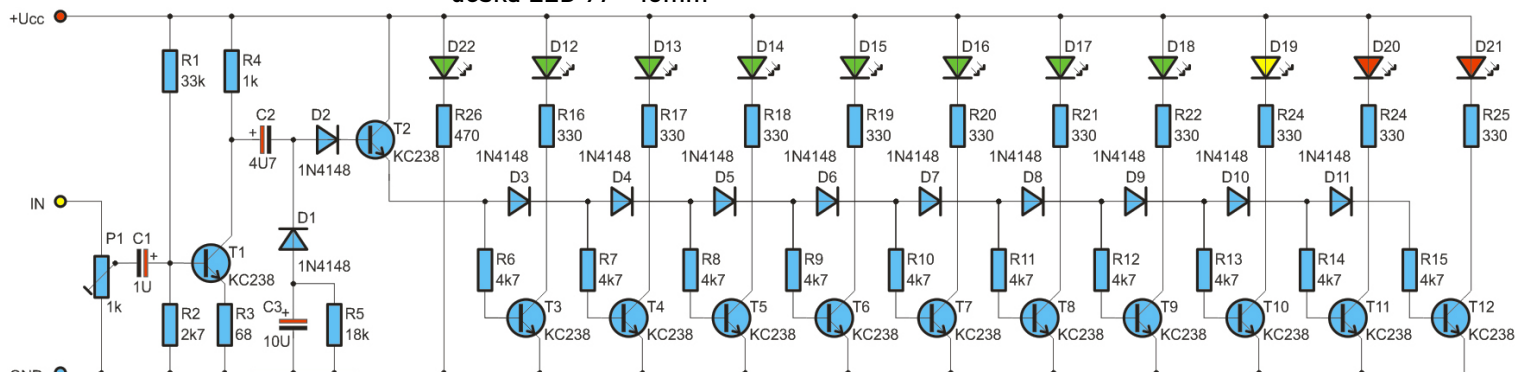 deska LED 77 * 48mm
+Ucc
D22 D12 D13 D14 D15 D16 D17 D18 D19 D20 D21
R1 33k
R4 1k
R26 470
R16 330
R17 330
R18 330
R19 330
R20 330
R21 330
R22 330
R24 330
R24 330
R25 330
C2 4U7
D2 1N4148
T2 KC238
1N4148 1N4148 1N4148 1N4148 1N4148 1N4148 1N4148 1N4148 1N4148
D3 D4 D5 D6 D7 D8 D9 D10 D11
IN
P1 1k
C1 1U
T1 KC238
D1 1N4148
R6 4k7
R7 4k7
R8 4k7
R9 4k7
R10 4k7
R11 4k7
R12 4k7
R13 4k7
R14 4k7
R15 4k7
R2 2k7
R3 68
C3 10U
R5 18k
T3 KC238
T4 KC238
T5 KC238
T6 KC238
T7 KC238
T8 KC238
T9 KC238
T10 KC238
T11 KC238
T12 KC238
GND
+ + +